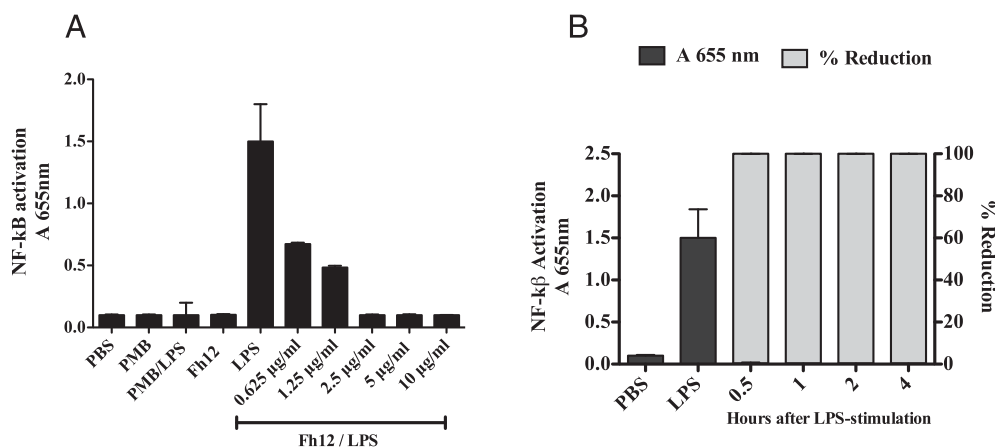 A
NF-kB activation
A 655nm
2.0
1.5
1.0
0.5
0.0
PBS
PMB
PMB/LPS
Fh12
LPS
0.625 µg/ml
1.25 µg/ml
2.5 µg/ml
5 µg/ml
10 µg/ml
Fh12 / LPS
B
A 655 nm
% Reduction
NF-kβ Activation
A 655nm
2.5
2.0
1.5
1.0
0.5
0.0
100
80
60
40
20
0
% Reduction
PBS
LPS
0.5
1
2
4
Hours after LPS-stimulation